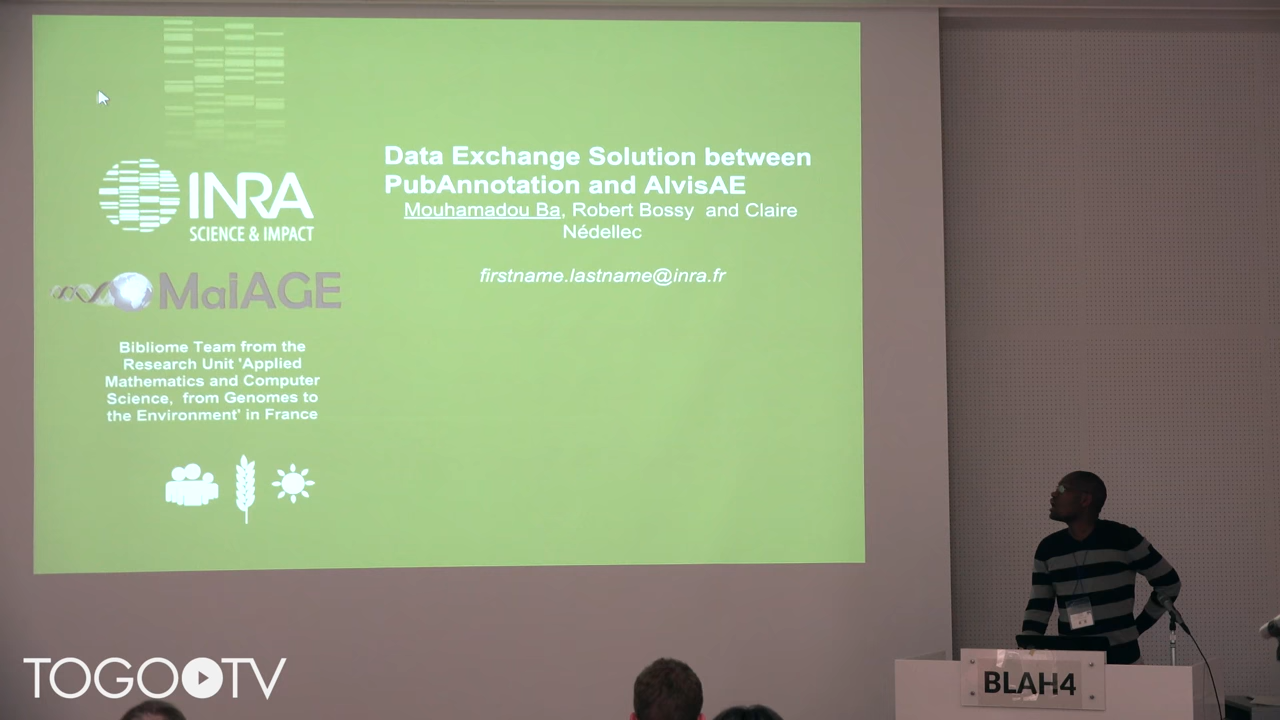 INRA
SCIENCE & IMPACT
MaiAGE
Bibliome Team from the
Research Unit 'Applied
Mathematics and Computer
Science, from Genomes to
the Environment' in France
Data Exchange Solution between
PubAnnotation and AlvisAE
Mouhamadou Ba, Robert Bossy and Claire
Nédellec
firstname.lastname@inra.fr
BLAH4
TOGO TV